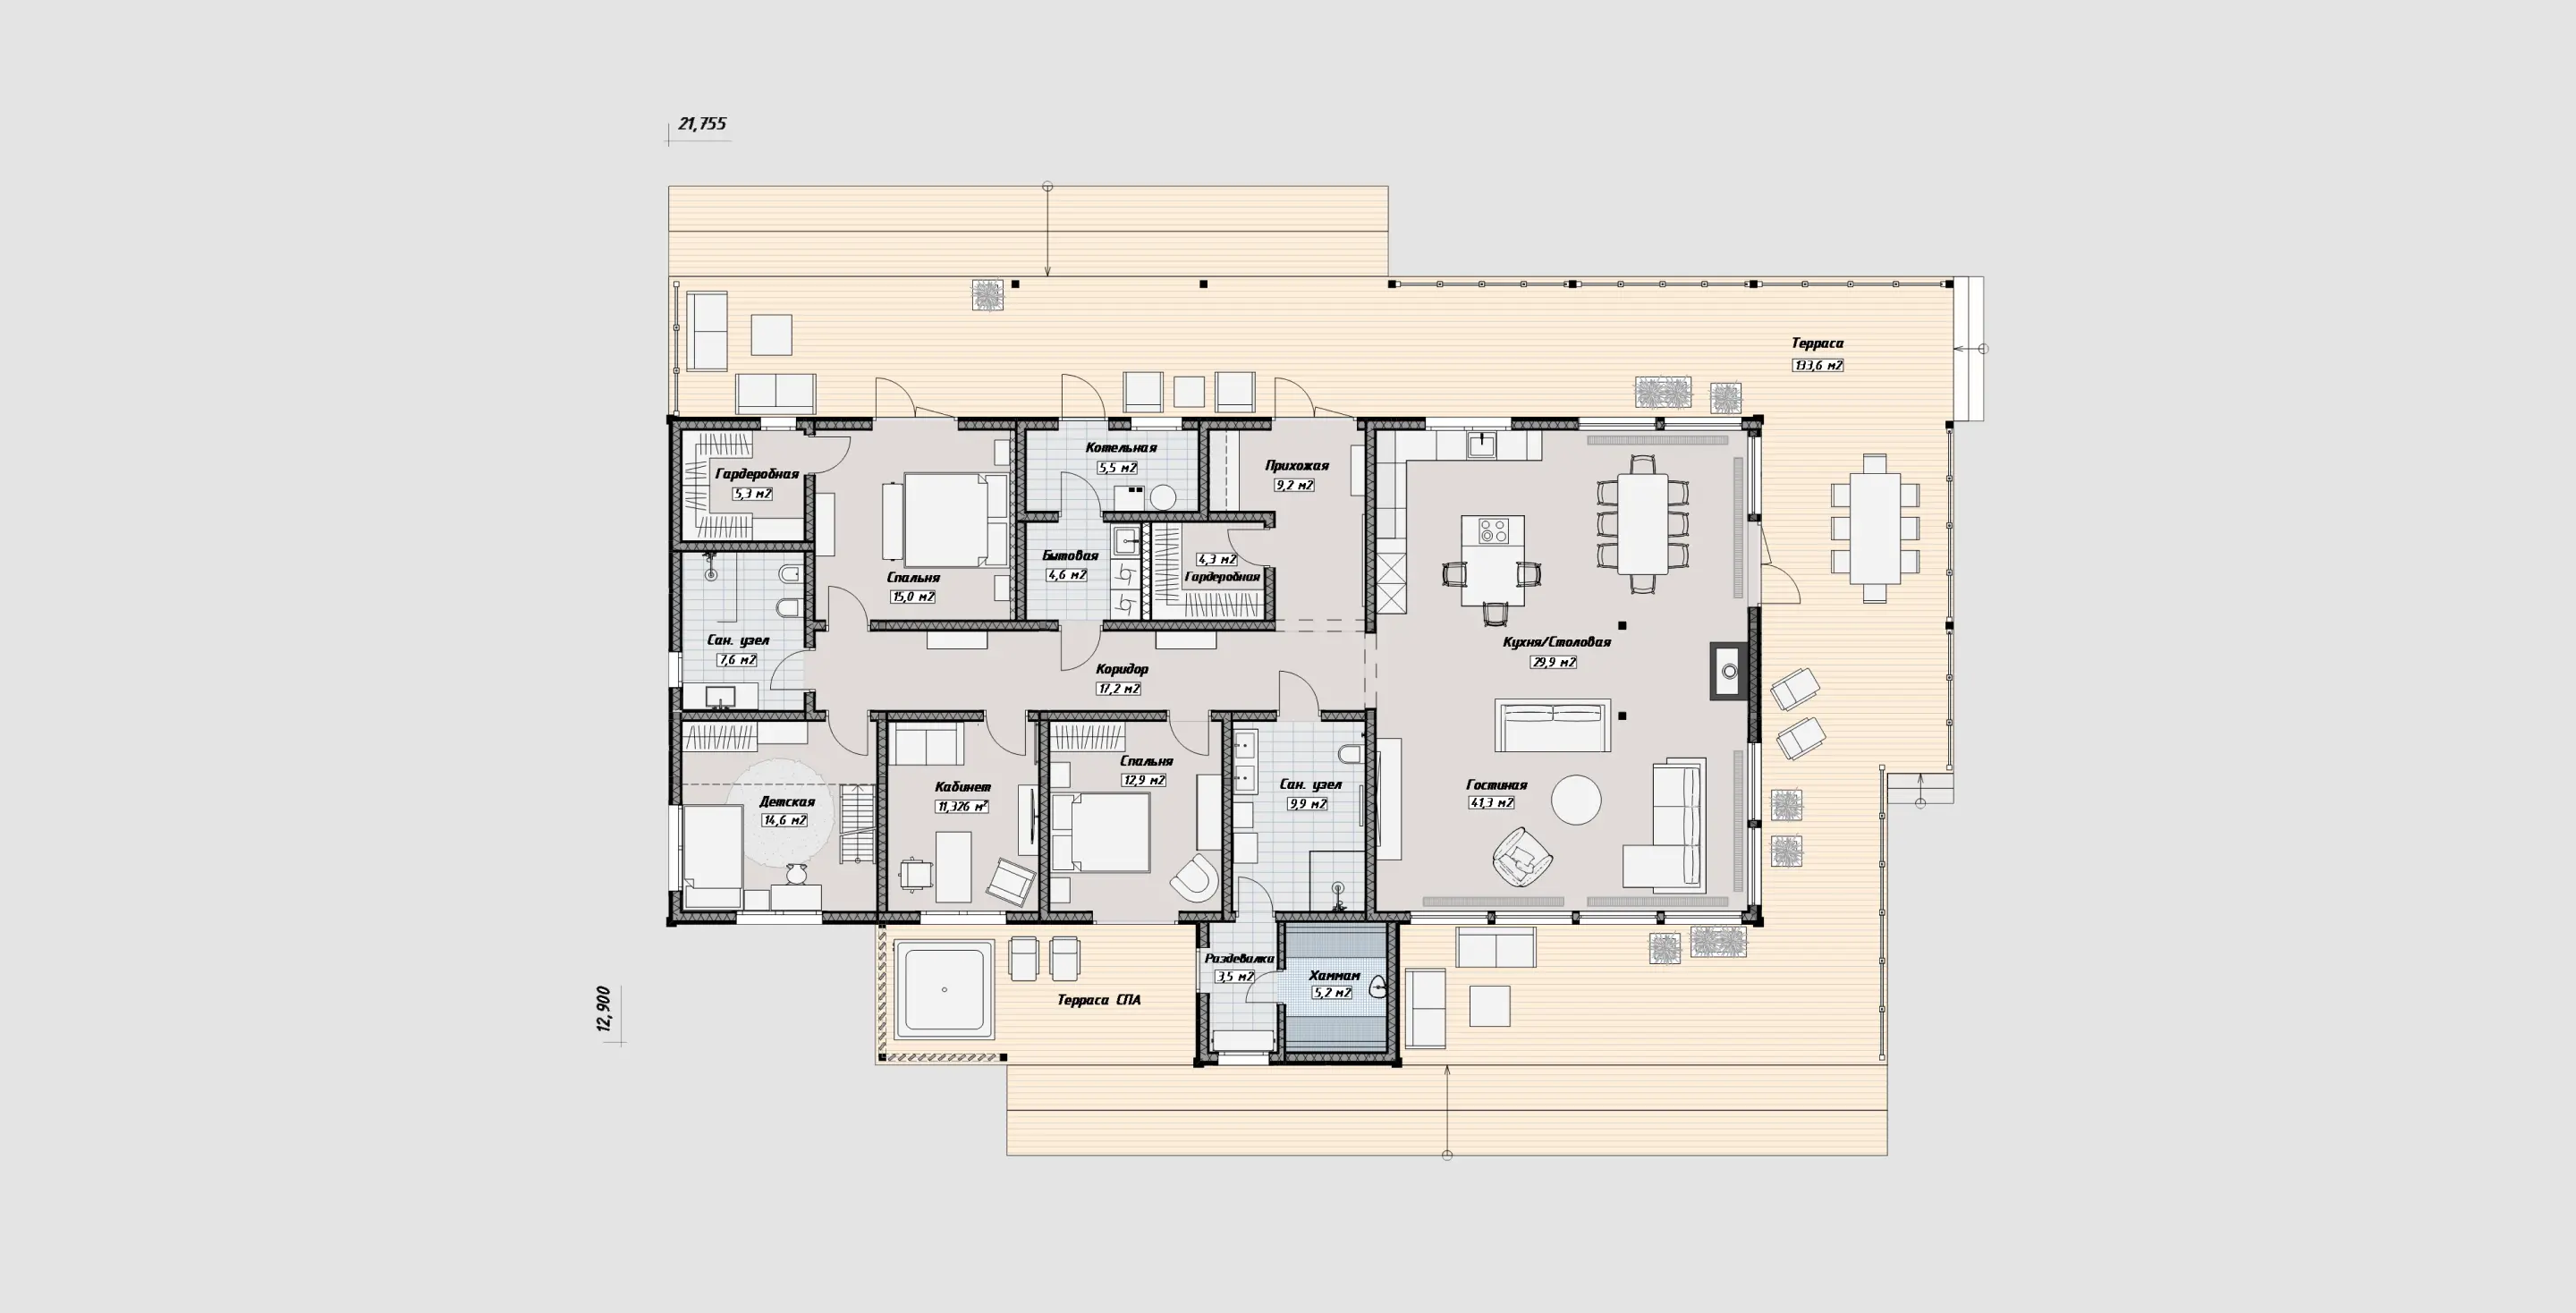 21,755
Терраса
133,6 м2
Котельная
5,5 м2
Прихожая
9,2 м2
Гардеробная
5,3 м2
Бытовая
4,6 м2
4,3 м2
Гардеробная
Спальня
15,0 м2
Сан. узел
7,6 м2
Кухня/Столовая
29,9 м2
Коридор
17,2 м2
Спальня
12,9 м2
Кабинет
11,326 м²
Сан. узел
9,9 м2
Гостиная
41,3 м2
Детская
14,6 м2
Раздевалка
3,5 м2
Хаммам
5,2 м2
Терраса СПА
12,900